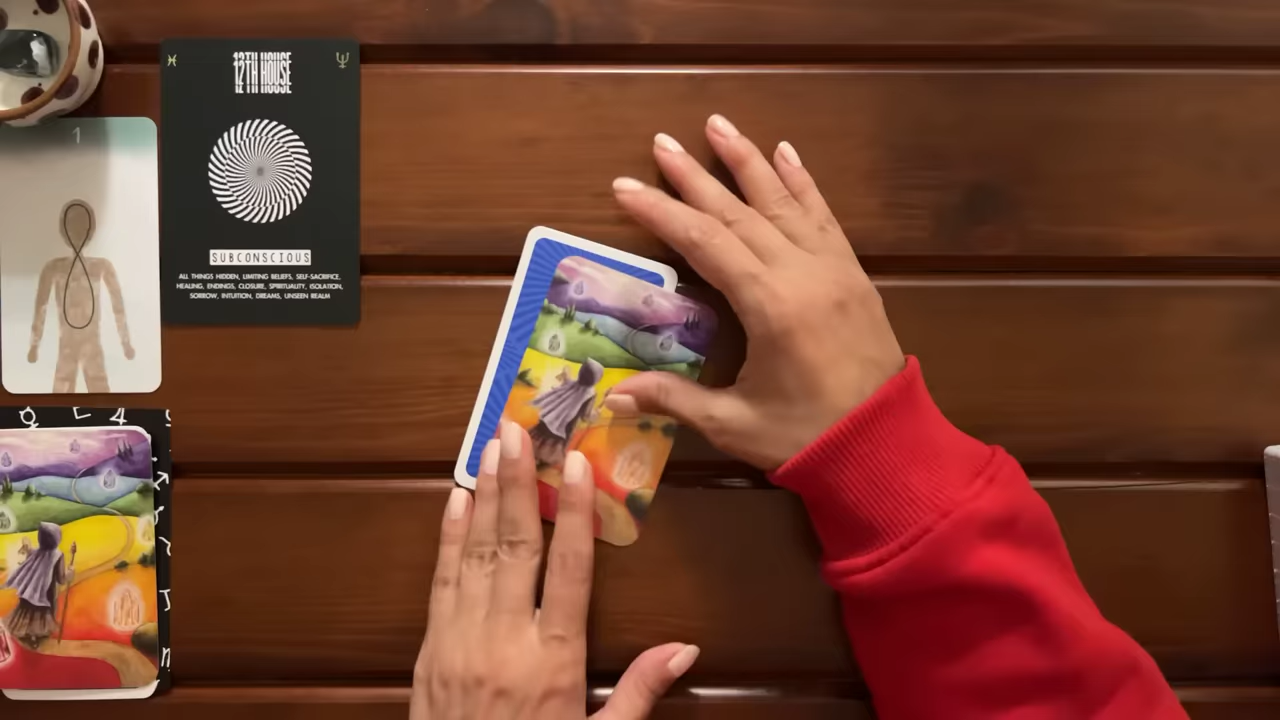 ♓ 12TH HOUSE ♆
SUBCONSCIOUS
ALL THINGS HIDDEN, LIMITING BELIEFS, SELF-SACRIFICE,
HEALING, ENDINGS, CLOSURE, SPIRITUALITY, ISOLATION,
SORROW, INTUITION, DREAMS, UNSEEN REALM
1